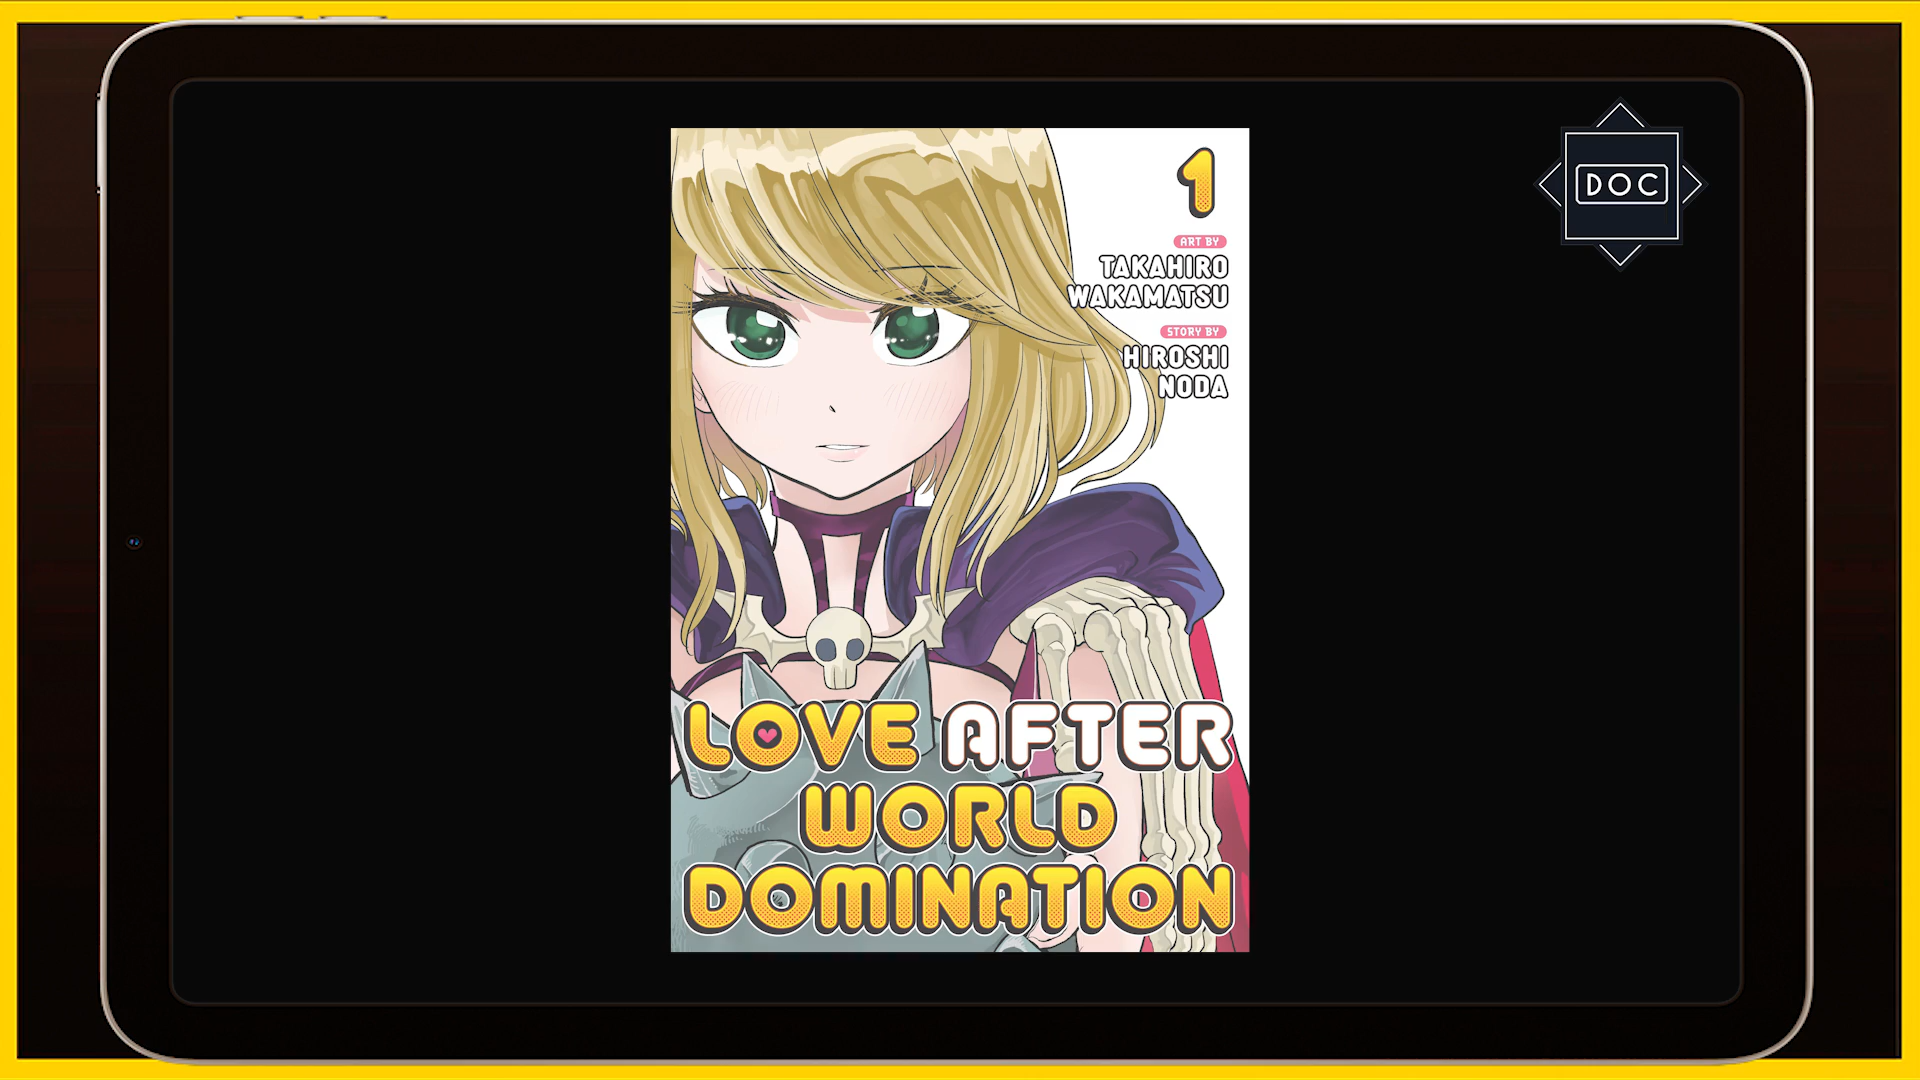 DOC
1
ART BY
TAKAHIRO
WAKAMATSU
STORY BY
HIROSHI
NODA
LOVE AFTER
WORLD
DOMINATION